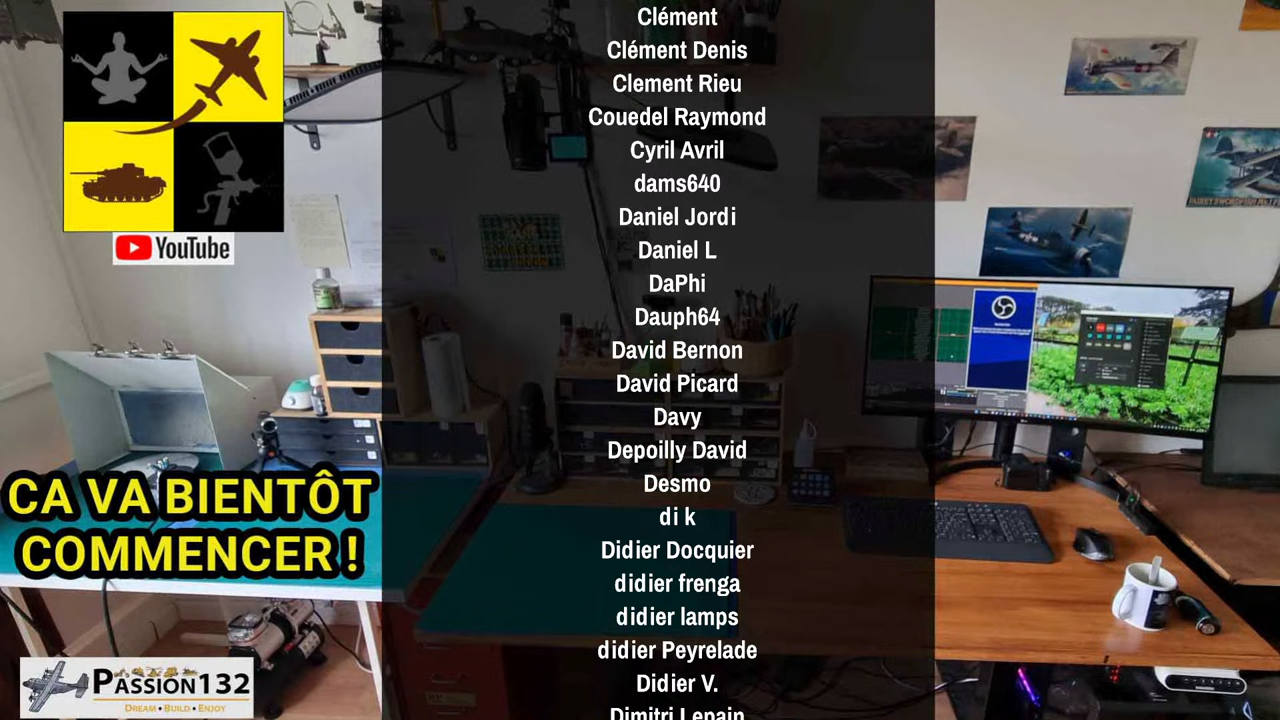 YouTube
CA VA BIENTÔT
COMMENCER !
PASSION132
DREAM • BUILD • ENJOY
Clément
Clément Denis
Clement Rieu
Couedel Raymond
Cyril Avril
dams640
Daniel Jordi
Daniel L
DaPhi
Dauph64
David Bernon
David Picard
Davy
Depoilly David
Desmo
di k
Didier Docquier
didier frenga
didier lamps
didier Peyrelade
Didier V.
Dimitri Lepain